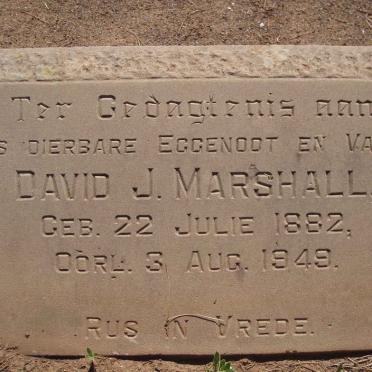 Ter Gedagtenis aan
s dierbare Eggenoot en Va
David J. Marshall.
Geb. 22 Julie 1882,
Oorl. 3 Aug. 1949.
Rus in Vrede.